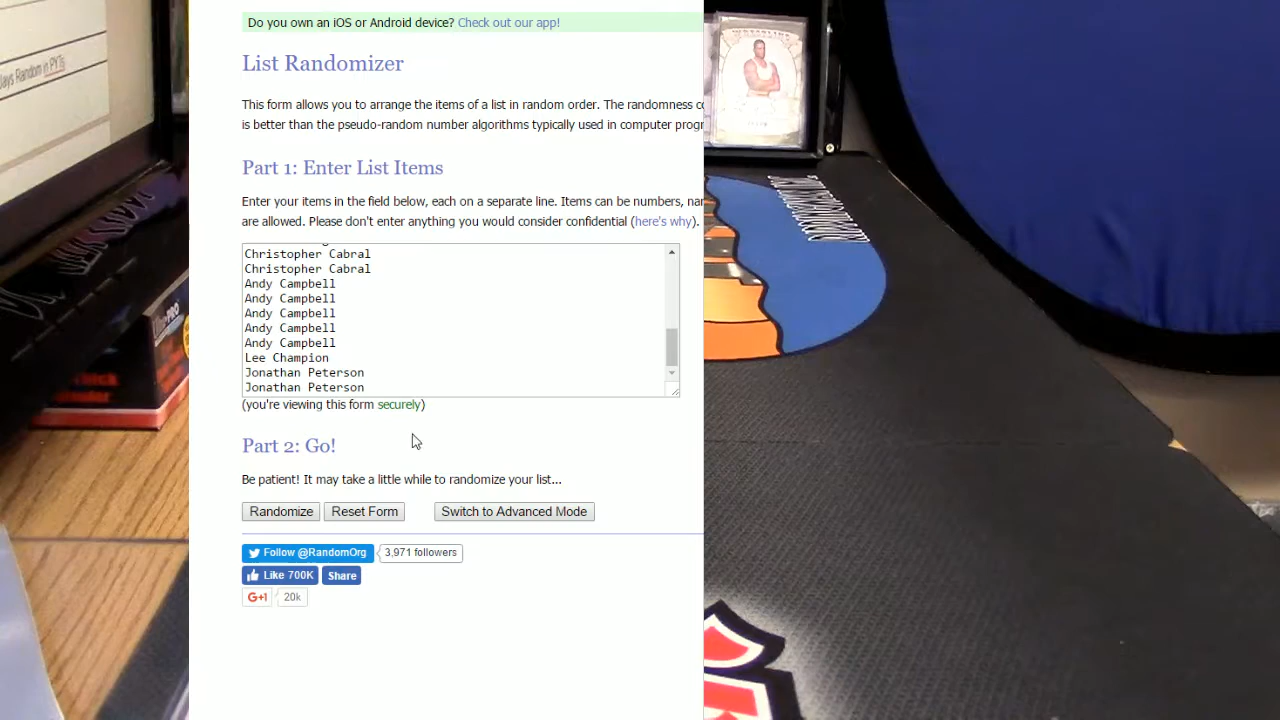 Jays Random in PYTs
Do you own an iOS or Android device? Check out our app!
List Randomizer
This form allows you to arrange the items of a list in random order. The randomness
is better than the pseudo-random number algorithms typically used in computer
Part 1: Enter List Items
Enter your items in the field below, each on a separate line. Items can be numbers,
are allowed. Please don't enter anything you would consider confidential (here's why).
Christopher Cabral
Christopher Cabral
Andy Campbell
Andy Campbell
Andy Campbell
Andy Campbell
Andy Campbell
Lee Champion
Jonathan Peterson
Jonathan Peterson
(you're viewing this form securely)
Part 2: Go!
Be patient! It may take a little while to randomize your list...
Randomize Reset Form Switch to Advanced Mode
Follow @RandomOrg 3,971 followers
Like 700K Share
G+1 20k